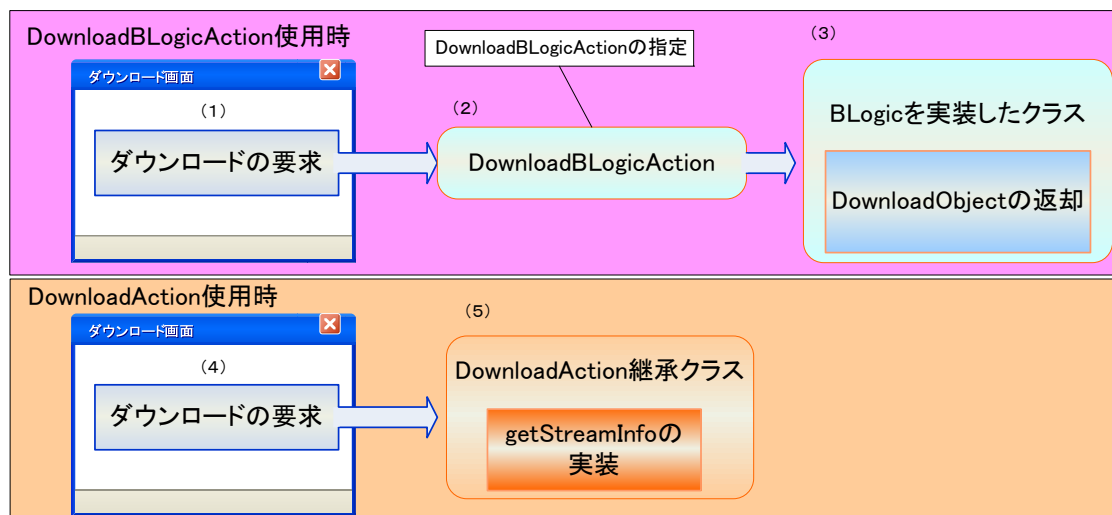 DownloadBLogicAction使用時
ダウンロード画面
(1)
ダウンロードの要求
DownloadBLogicActionの指定
(2)
DownloadBLogicAction
(3)
BLogicを実装したクラス
DownloadObjectの返却
DownloadAction使用時
ダウンロード画面
(4)
ダウンロードの要求
(5)
DownloadAction継承クラス
getStreamInfoの
実装